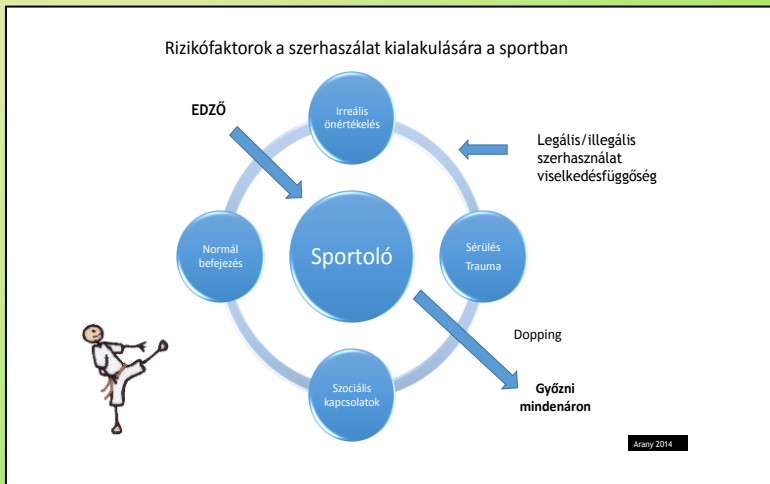 Rizikófaktorok a szerhaszálat kialakulására a sportban
EDZŐ
Irreális
önértékelés
Legális/illegális
szerhasználat
viselkedésfüggőség
Normál
befejezés
Sportoló
Sérülés
Trauma
Dopping
Szociális
kapcsolatok
Győzni
mindenáron
Arany 2014